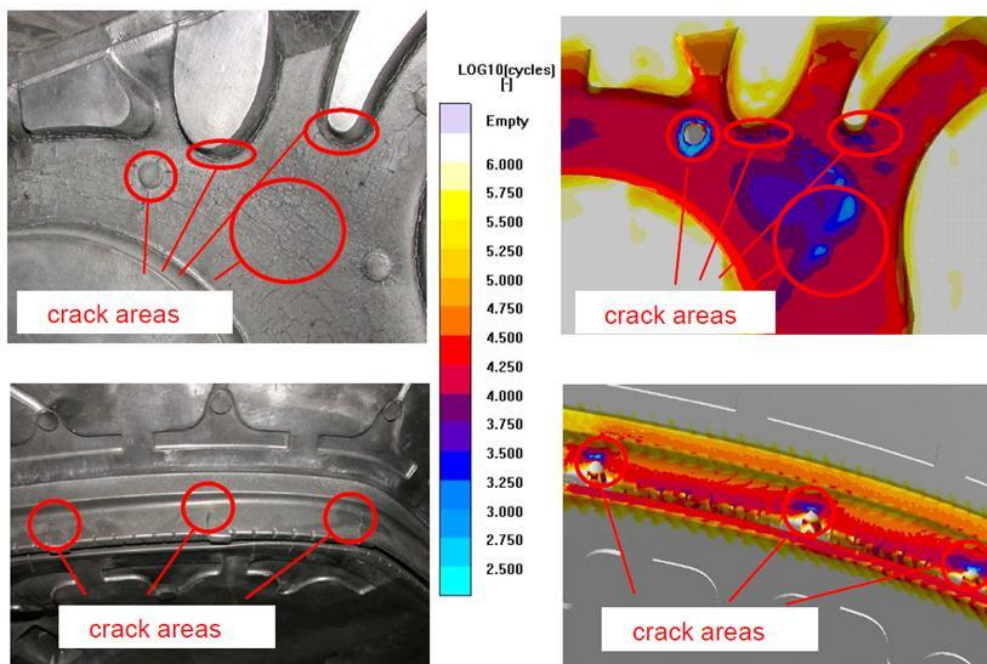 LOG10[cycles]
[-]
Empty
6.000
5.750
5.500
5.250
5.000
4.750
4.500
4.250
4.000
3.750
3.500
3.250
3.000
2.750
2.500
crack areas
crack areas
crack areas
crack areas